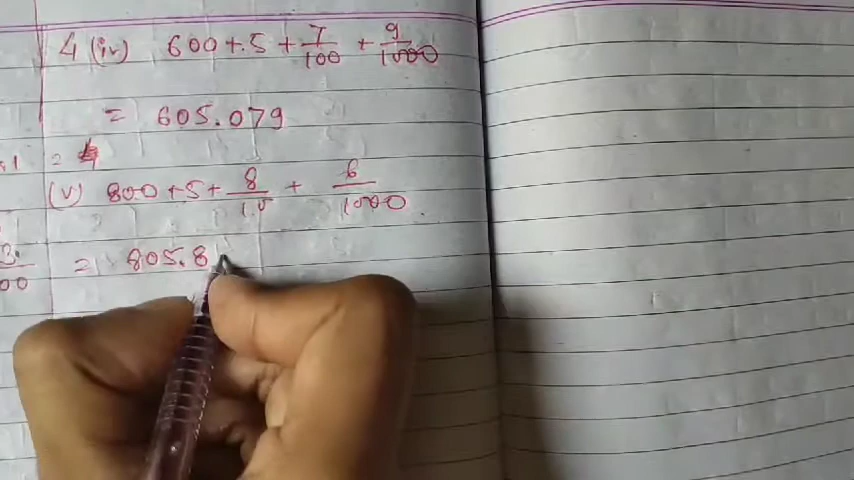 4 (iv) 600 + 5 + 7/100 + 9/1000
= 605.079
=
(v) 800 + 5 + 8/10 + 6/1000
= 805.8